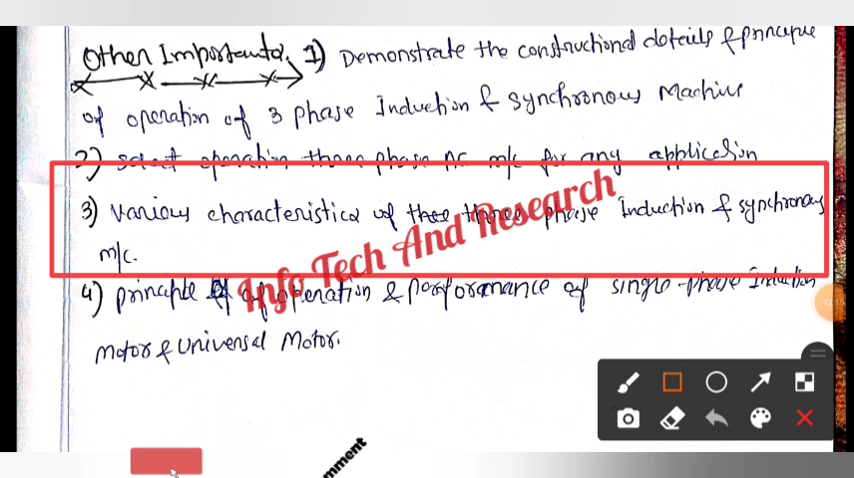 Other Important Q. 1) Demonstrate the constructional details & principle
of operation of 3 phase Induction & synchronous Machine
2) select operation three phase AC m/c for any application
3) various characteristics of three phase Induction & synchronous
m/c.
Info Tech And Research
4) principle of operation & performance of single-phase Induction
Motor & Universal Motor.
mment